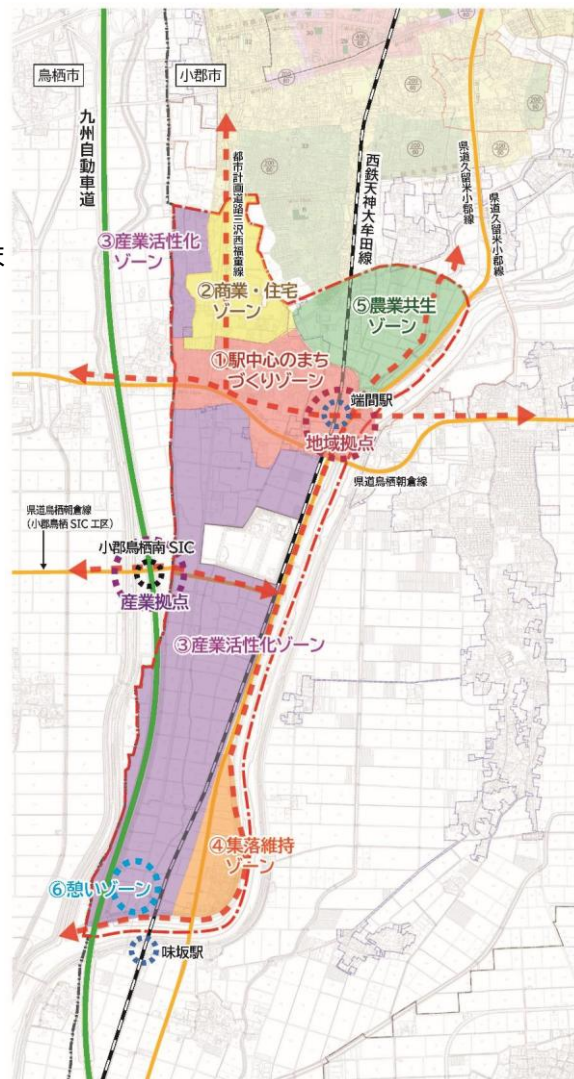 鳥栖市
小郡市
九州自動車道
都市計画道路三沢西福童線
西鉄天神大牟田線
県道久留米小郡線
県道久留米小郡線
③産業活性化
ゾーン
②商業・住宅
ゾーン
⑤農業共生
ゾーン
①駅中心のまち
づくりゾーン
端間駅
地域拠点
県道鳥栖朝倉線
県道鳥栖朝倉線
(小郡鳥栖 SIC 工区)
小郡鳥栖南 SIC
産業拠点
③産業活性化ゾーン
④集落維持
ゾーン
⑥憩いゾーン
味坂駅